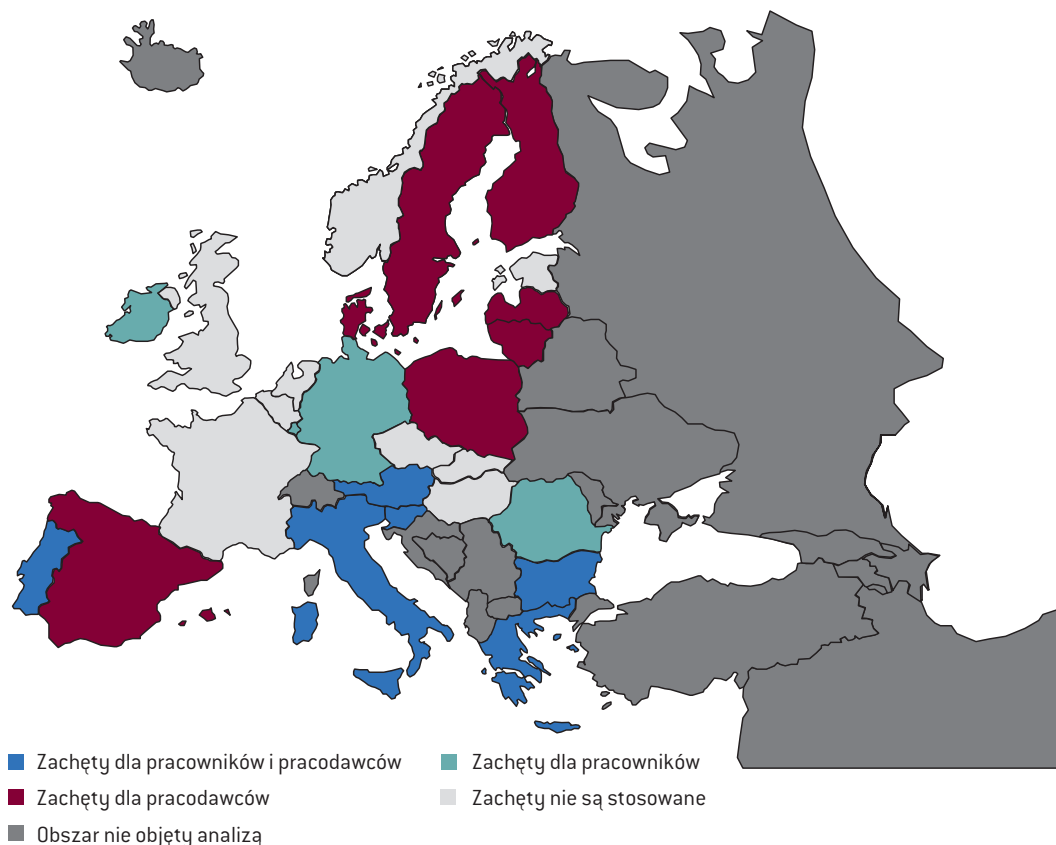 Zachęty dla pracowników i pracodawców
Zachęty dla pracowników
Zachęty dla pracodawców
Zachęty nie są stosowane
Obszar nie objęty analizą